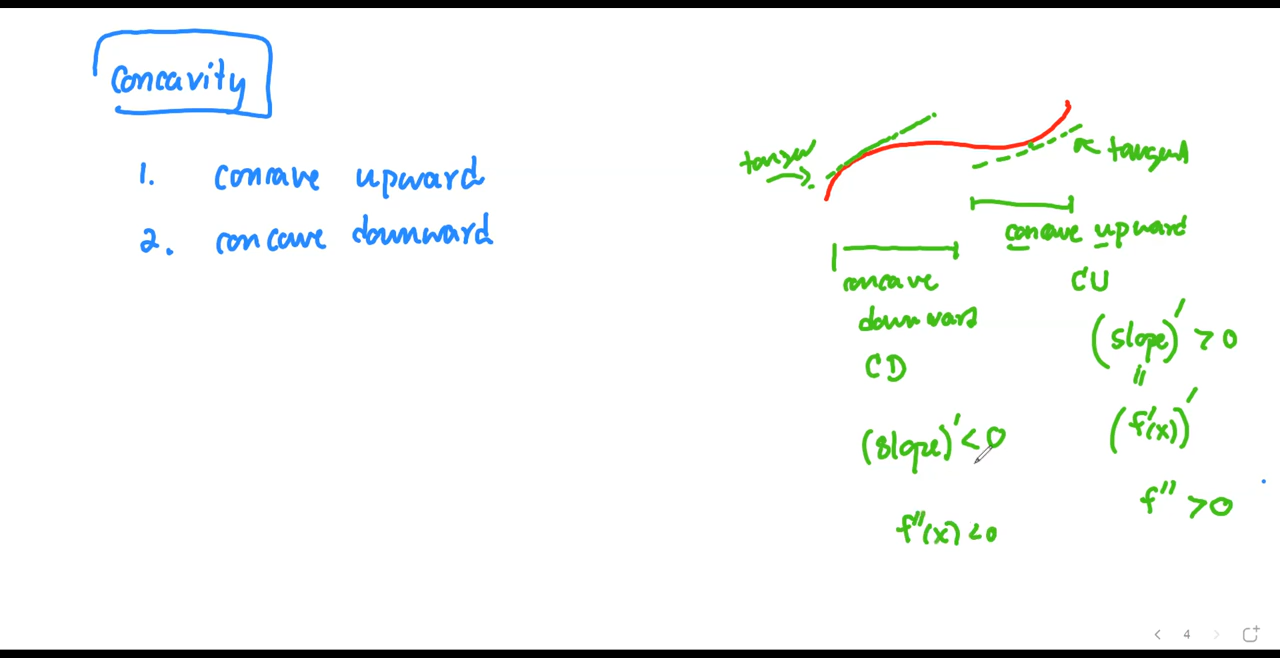 Concavity
1. concave upward
2. concave downward
tangent
tangent
concave upward
CU
(slope)' > 0
=
(f'(x))'
f'' > 0
concave
downward
CD
(slope)' < 0
f''(x) < 0
< 4 >